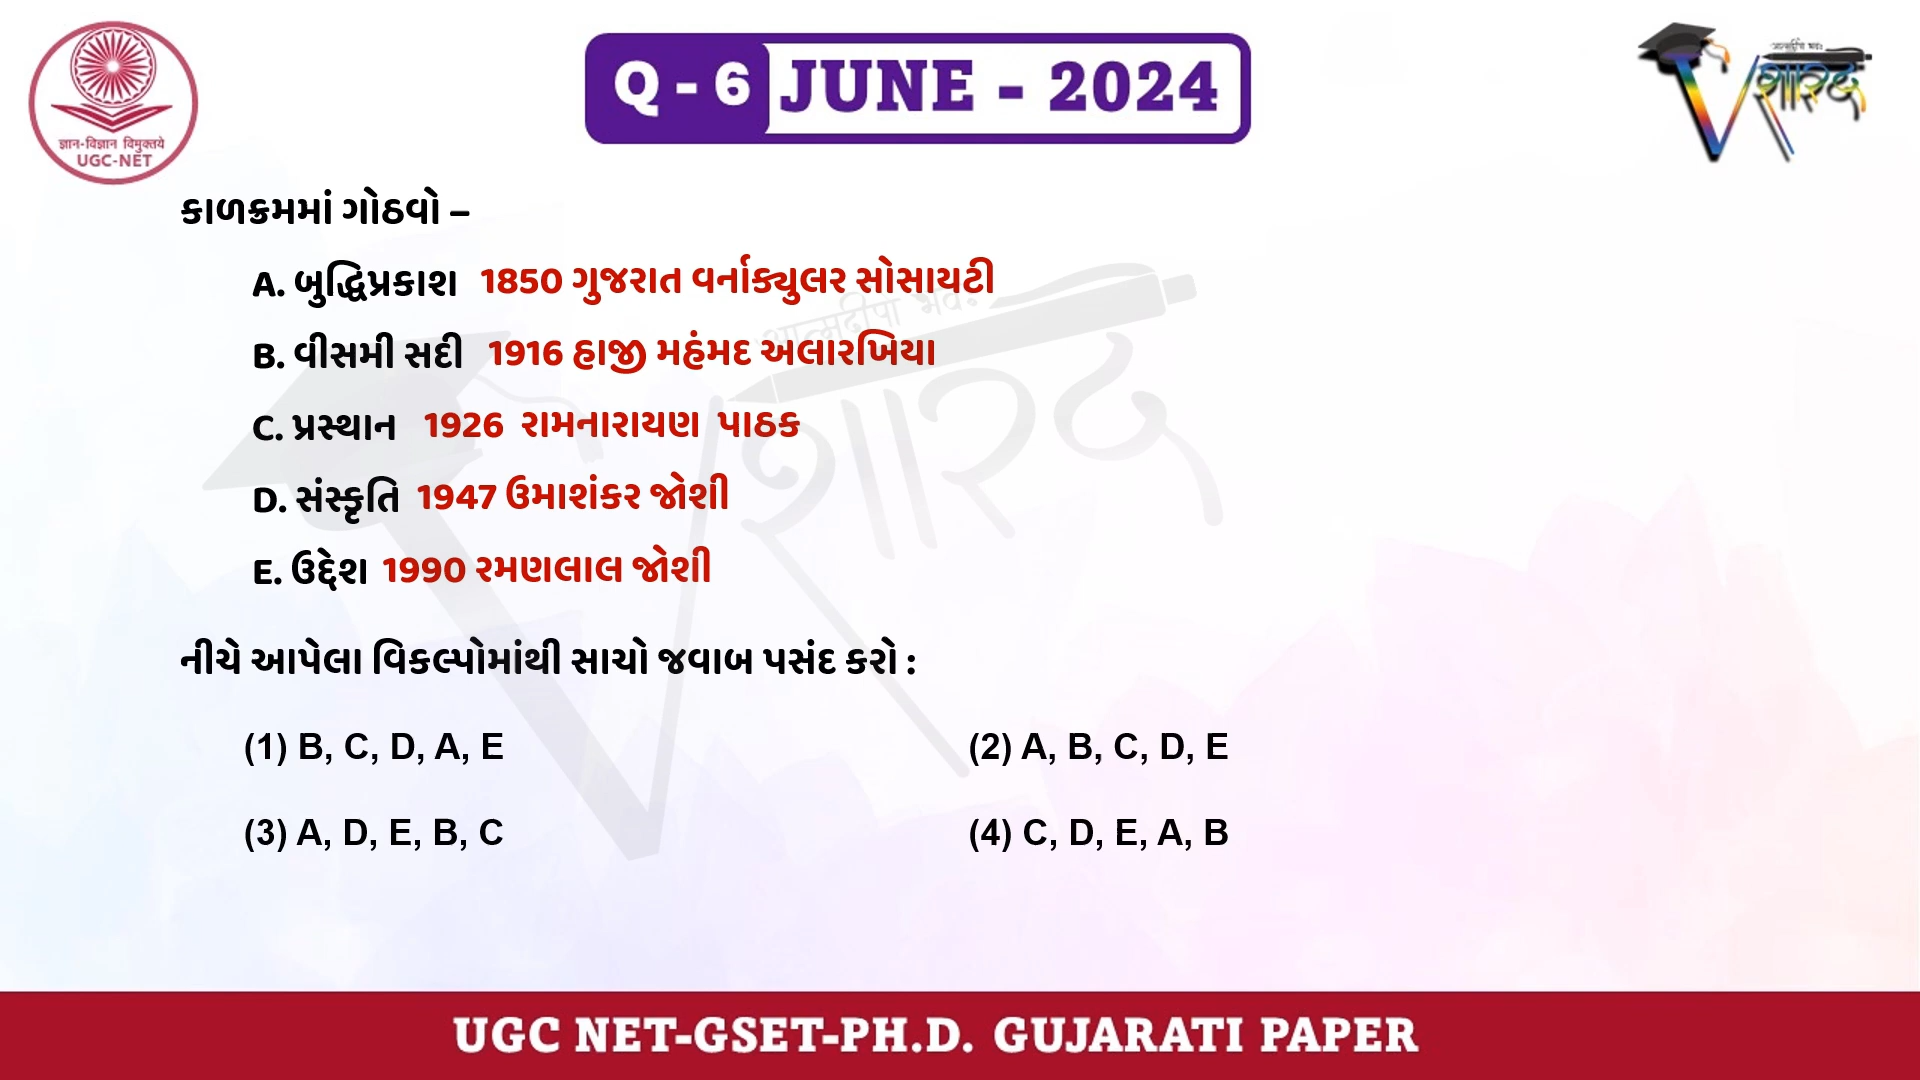 Q - 6 JUNE - 2024
ज्ञान-विज्ञान विमुक्तये
UGC-NET
કાળક્રમમાં ગોઠવો –
A. બુદ્ધિપ્રકાશ 1850 ગુજરાત વર્નાક્યુલર સોસાયટી
B. વીસમી સદી 1916 હાજી મહંમદ અલારખિયા
C. પ્રસ્થાન 1926 રામનારાયણ પાઠક
D. સંસ્કૃતિ 1947 ઉમાશંકર જોશી
E. ઉદ્દેશ 1990 રમણલાલ જોશી
નીચે આપેલા વિકલ્પોમાંથી સાચો જવાબ પસંદ કરો :
(1) B, C, D, A, E (2) A, B, C, D, E
(3) A, D, E, B, C (4) C, D, E, A, B
UGC NET-GSET-PH.D. GUJARATI PAPER